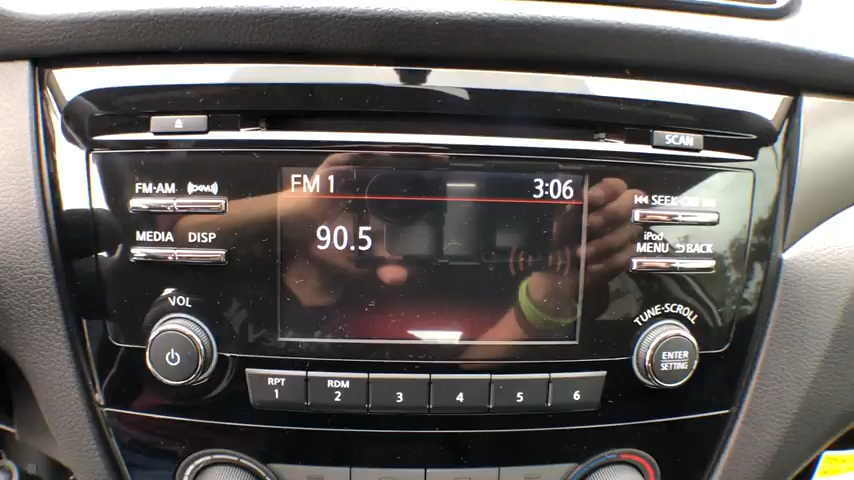 SCAN
FM·AM (XM)
FM 1 3:06
SEEK·
MEDIA DISP
90.5
iPod
MENU BACK
VOL
TUNE·SCROLL
ENTER
SETTING
RPT RDM
1 2 3 4 5 6